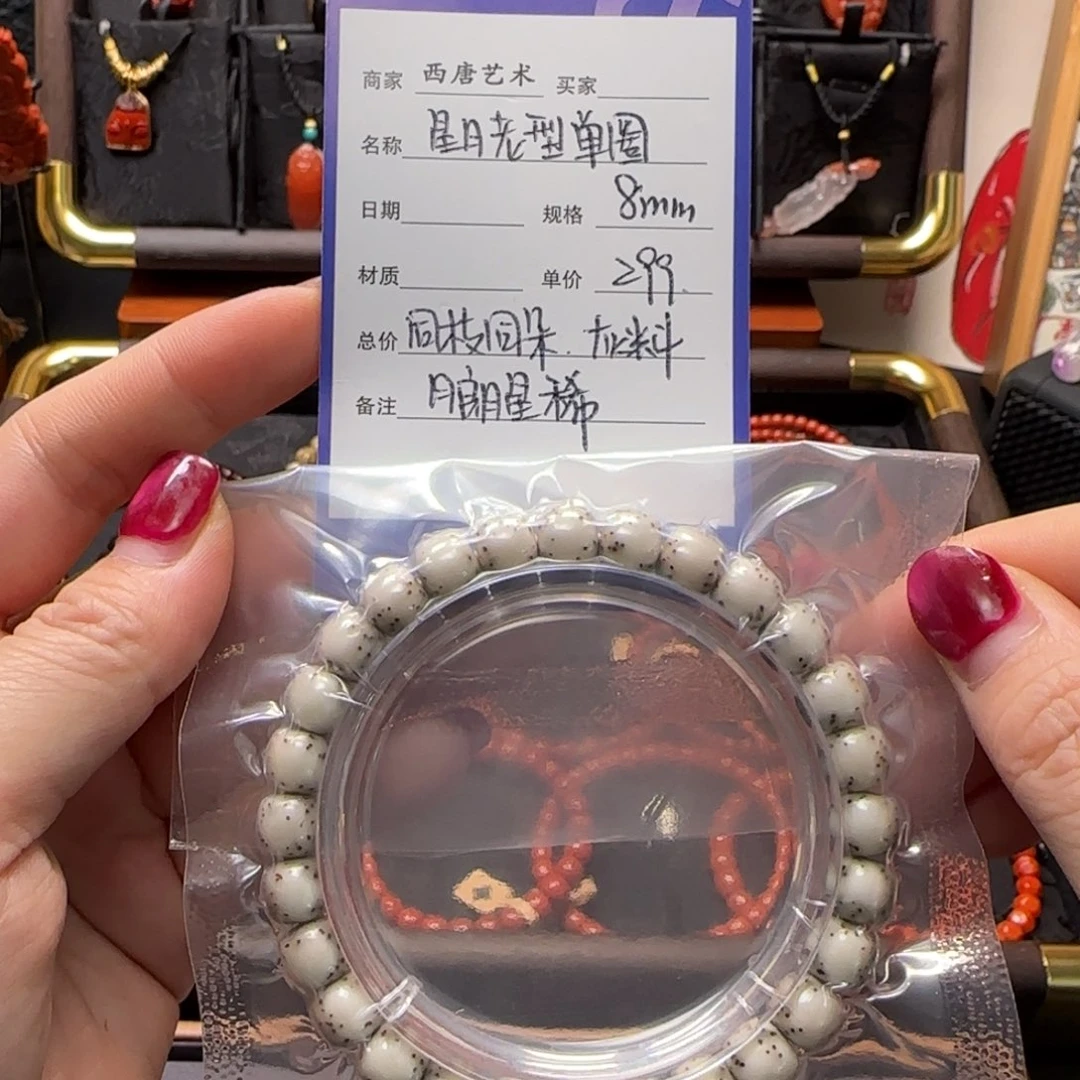 商家 西唐艺术 买家
名称 星月老型单圈
日期 规格 8mm
材质 单价 299
总价 同枝同朵. 大料
备注 月朗星稀